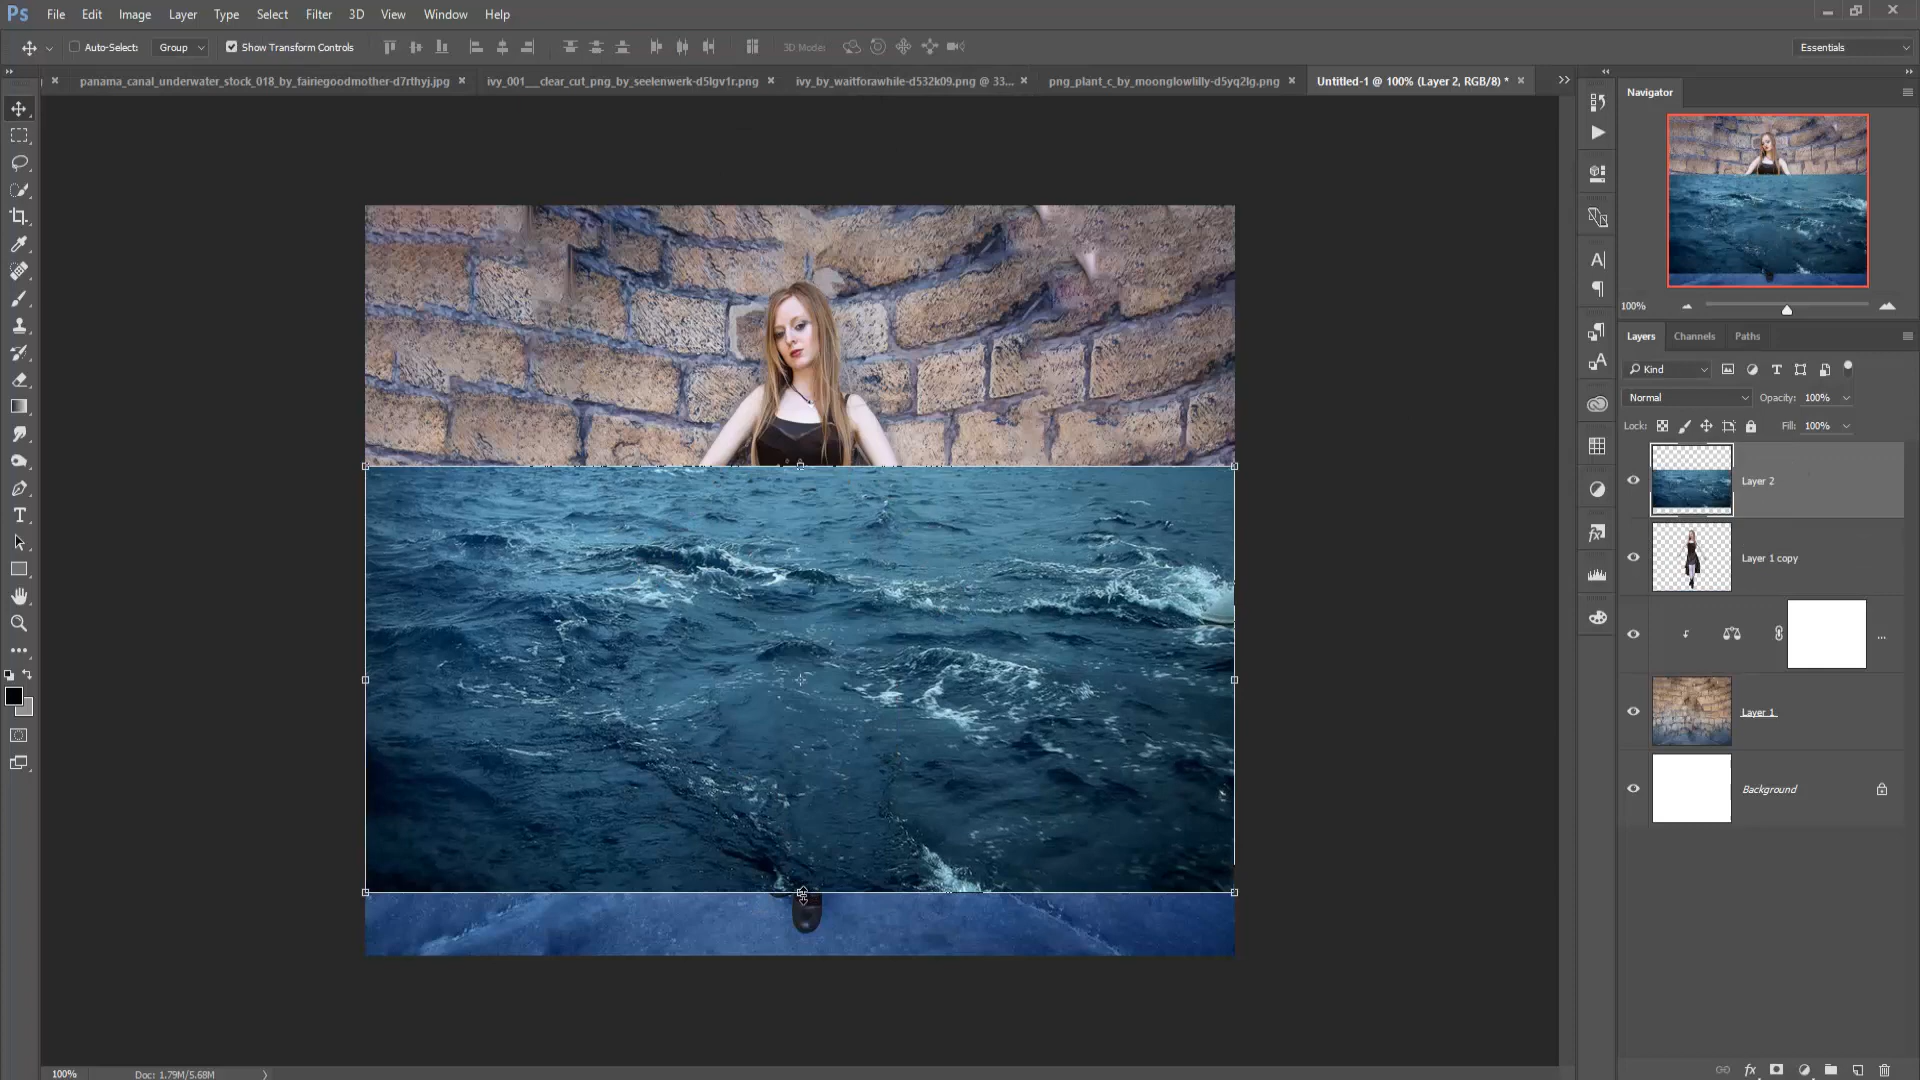 Ps File Edit Image Layer Type Select Filter 3D View Window Help
Auto-Select: Group Show Transform Controls 3D Mode: Essentials
panama_canal_underwater_stock_018_by_fairiegoodmother-d7rthyj.jpg ivy_001__clear_cut_png_by_seelenwerk-d5lgv1r.png ivy_by_waitforawhile-d532k09.png @ 33... png_plant_c_by_moonglowlilly-d5yq2lg.png Untitled-1 @ 100% (Layer 2, RGB/8) *
Navigator
100%
Layers Channels Paths
Kind
Normal Opacity: 100%
Lock: Fill: 100%
Layer 2
Layer 1 copy
...
Layer 1
Background
100% Doc: 1.79M/5.68M